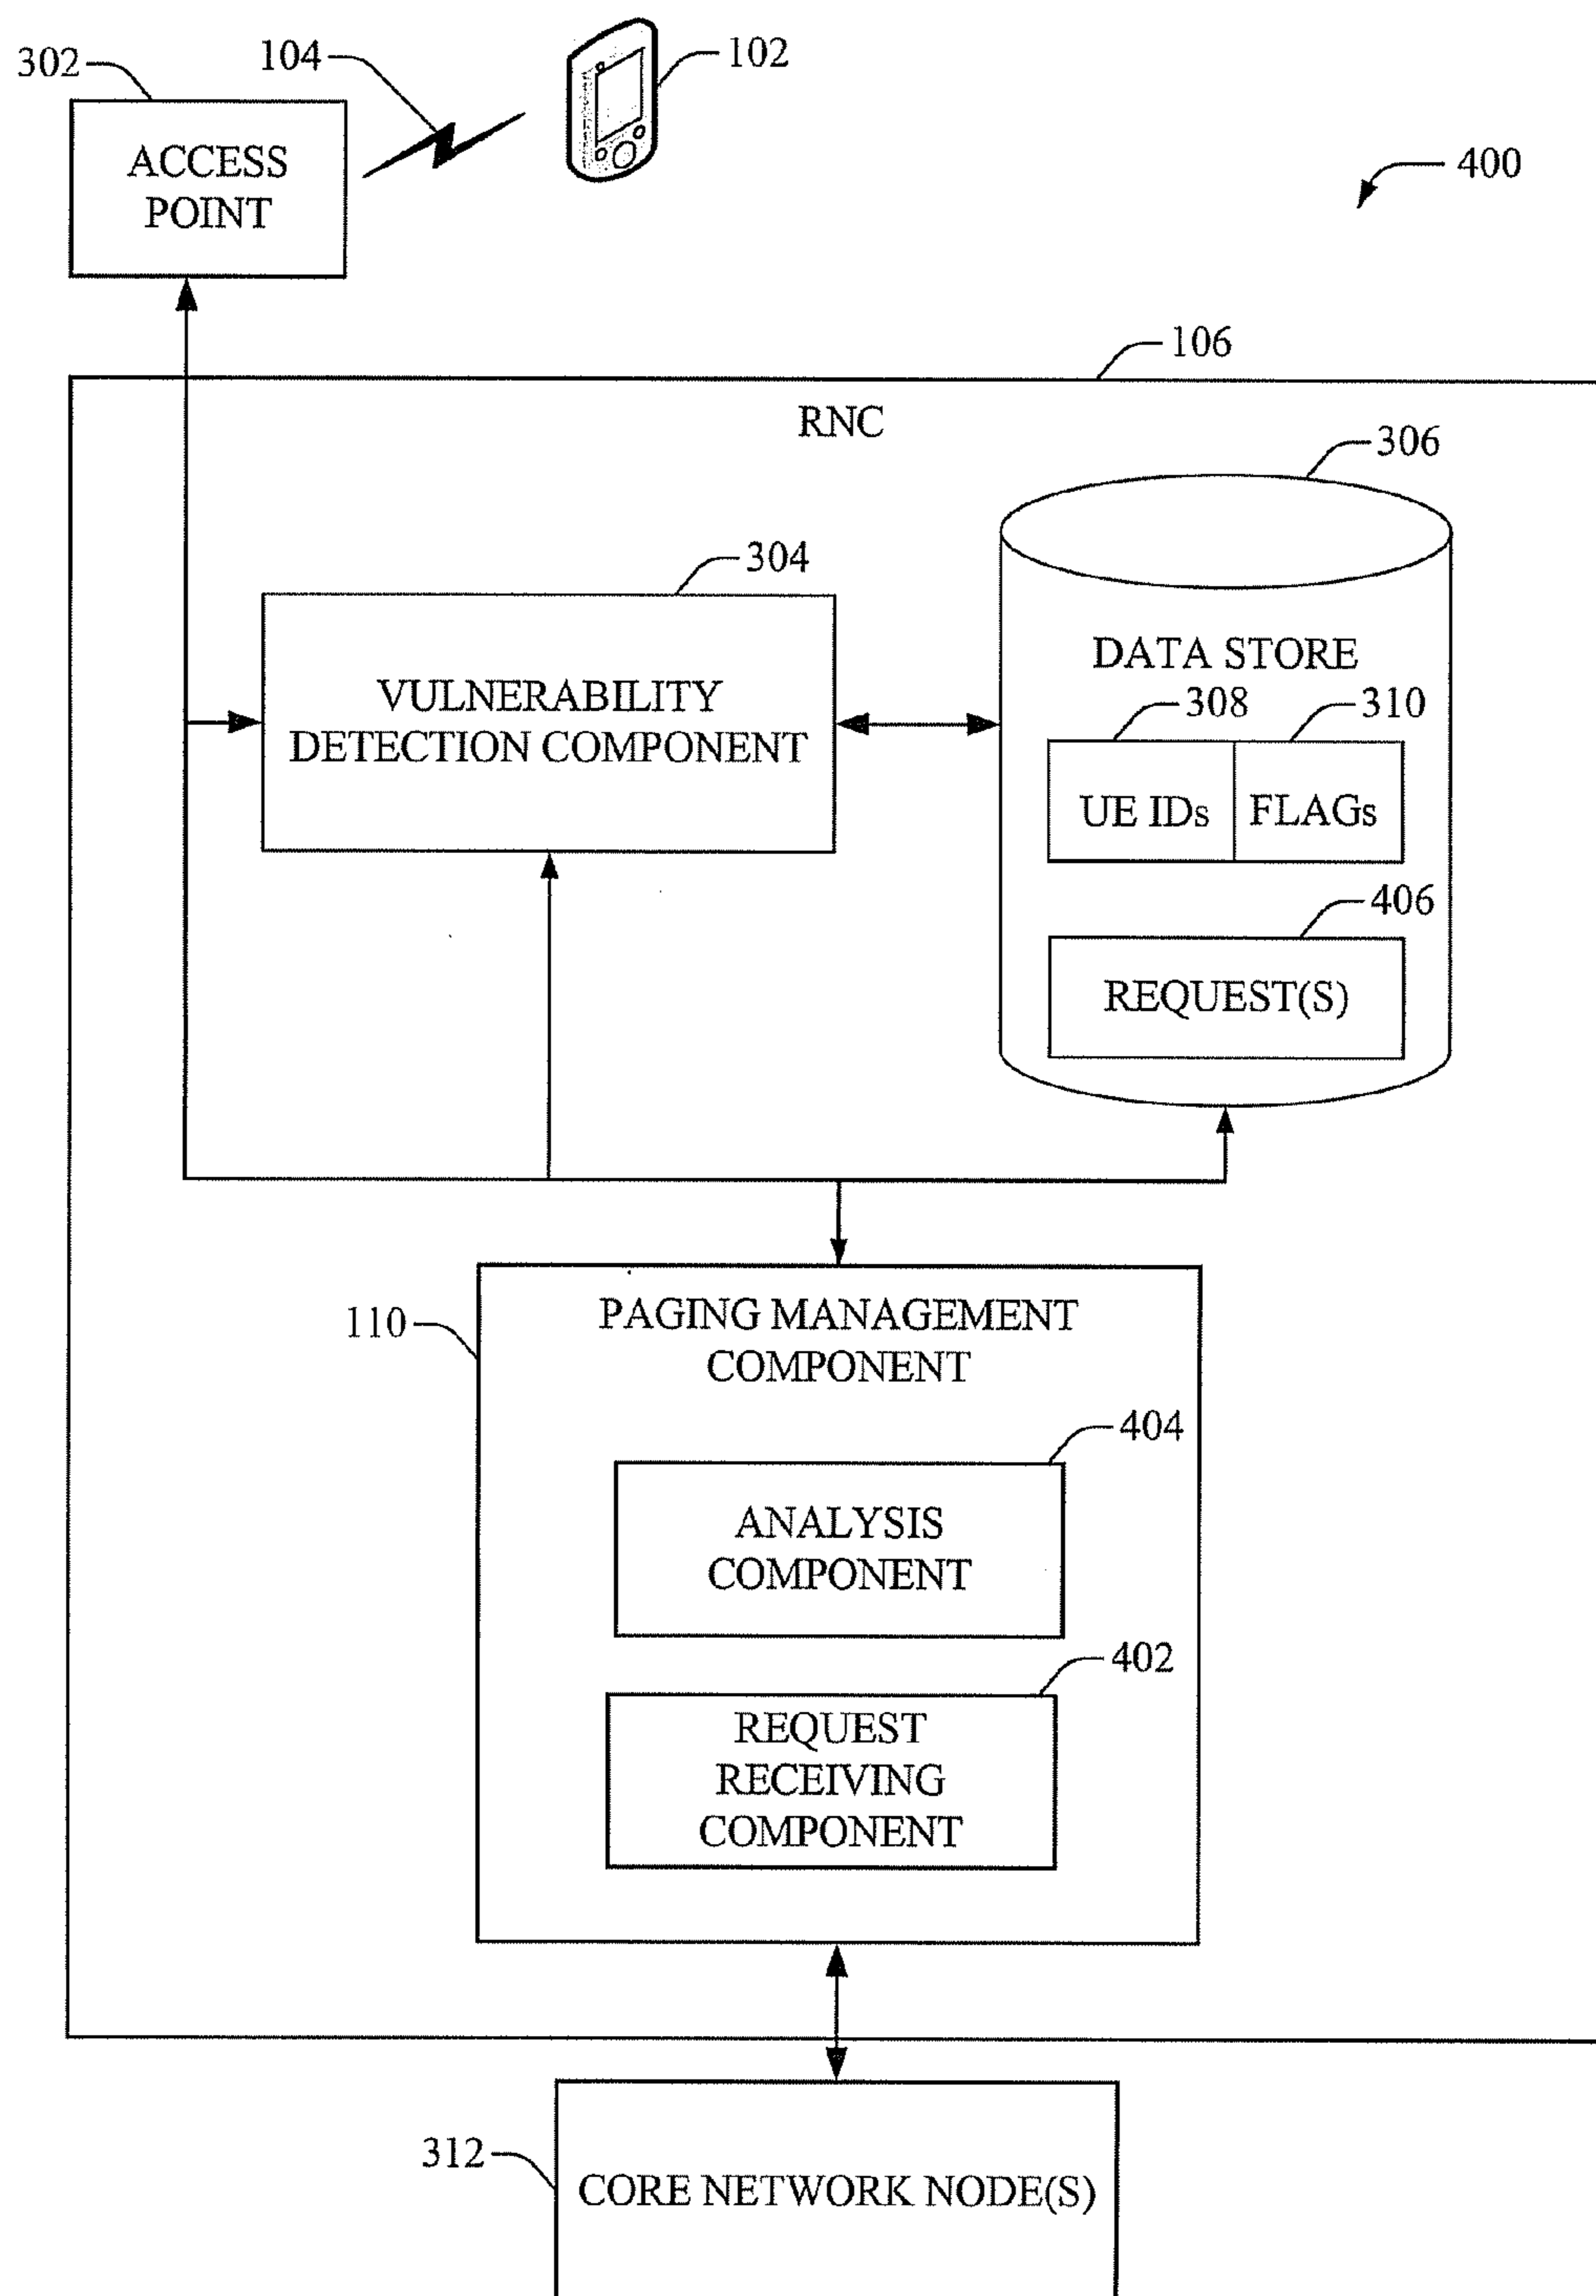 302
104
102
ACCESS
POINT
400
106
RNC
306
304
VULNERABILITY
DETECTION COMPONENT
DATA STORE
308
310
UE IDs
FLAGs
406
REQUEST(S)
110
PAGING MANAGEMENT
COMPONENT
404
ANALYSIS
COMPONENT
402
REQUEST
RECEIVING
COMPONENT
312
CORE NETWORK NODE(S)